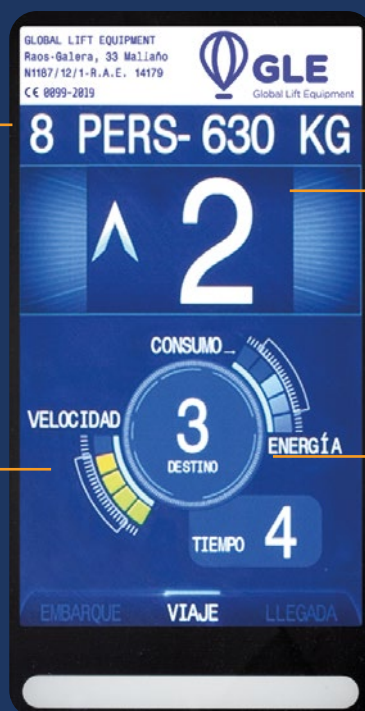 GLOBAL LIFT EQUIPMENT
Raos-Galera, 33 Maliaño
N1187/12/1-R.A.E. 14179
CE 0099-2019
GLE
Global Lift Equipment
8 PERS- 630 KG
2
CONSUMO
VELOCIDAD
3
DESTINO
ENERGÍA
TIEMPO 4
EMBARQUE VIAJE LLEGADA